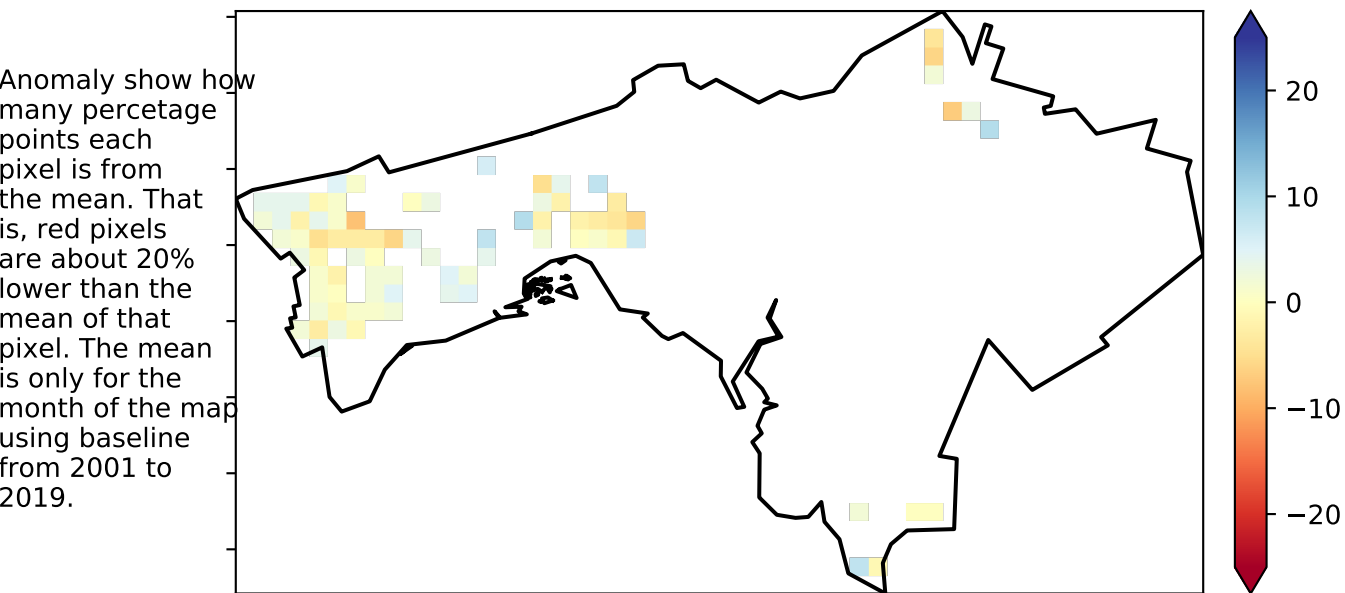 Anomaly show how
many percetage
points each
pixel is from
the mean. That
is, red pixels
are about 20%
lower than the
mean of that
pixel. The mean
is only for the
month of the map
using baseline
from 2001 to
2019.
20
10
0
−10
−20